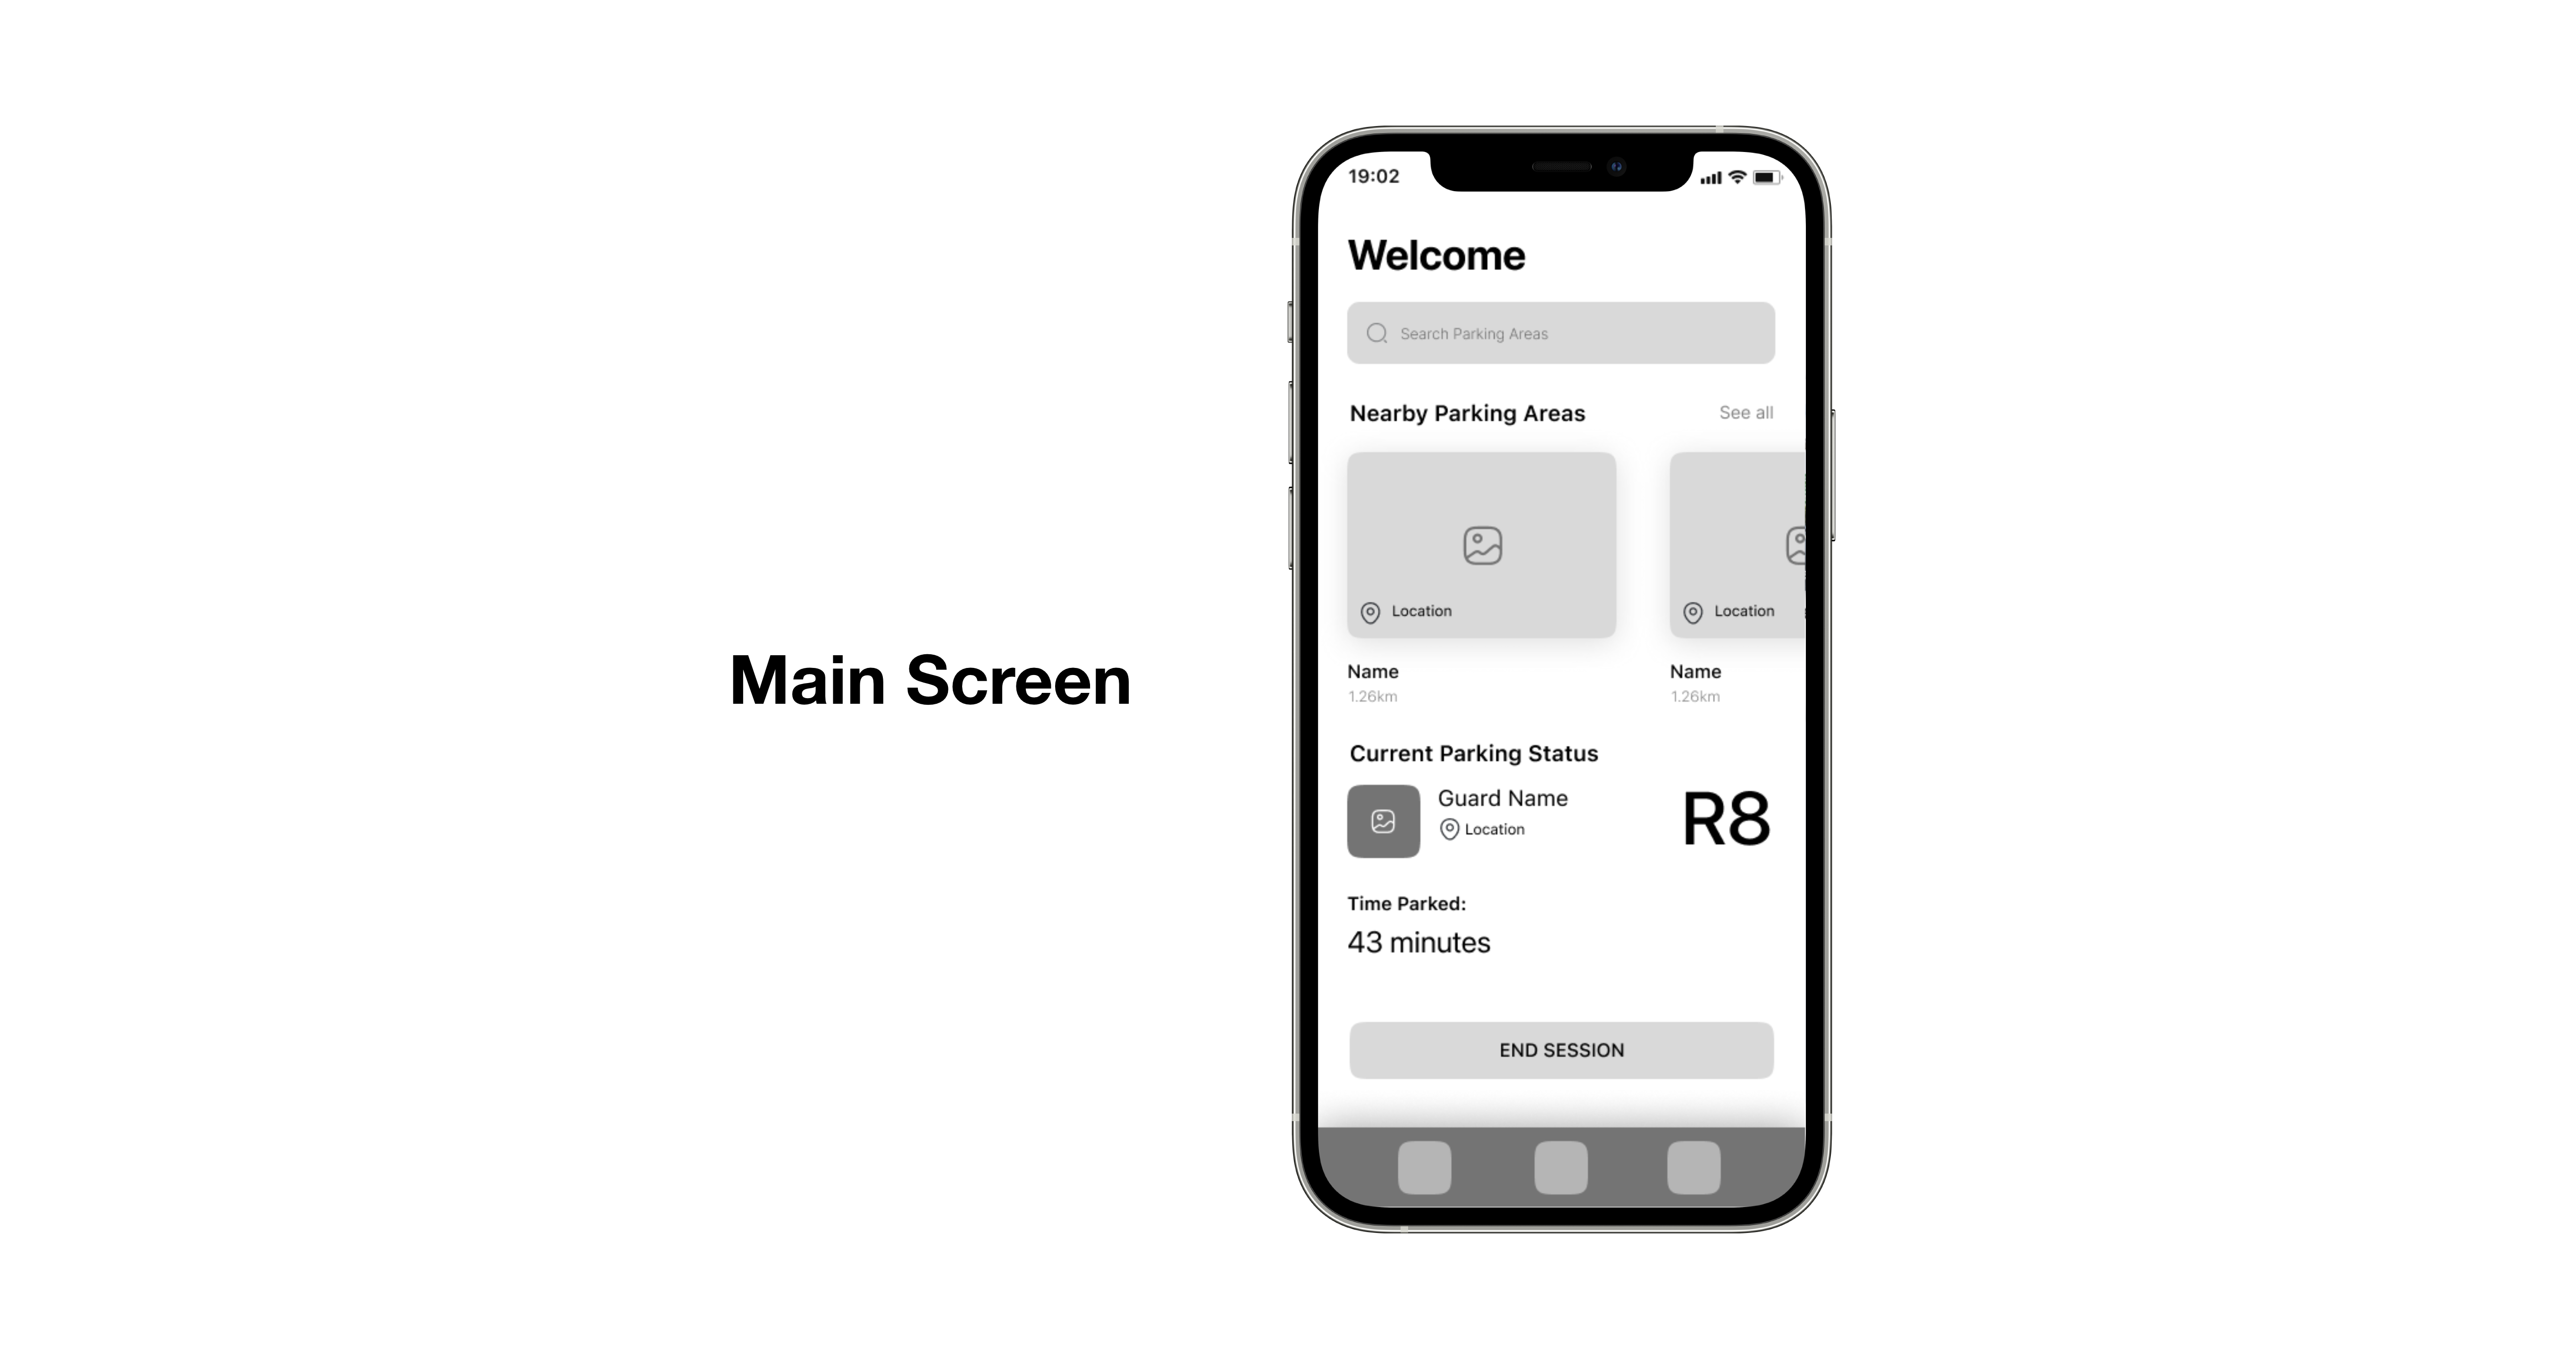 Main Screen
19:02
Welcome
Search Parking Areas
Nearby Parking Areas See all
Location Location
Name Name
1.26km 1.26km
Current Parking Status
Guard Name
Location
R8
Time Parked:
43 minutes
END SESSION